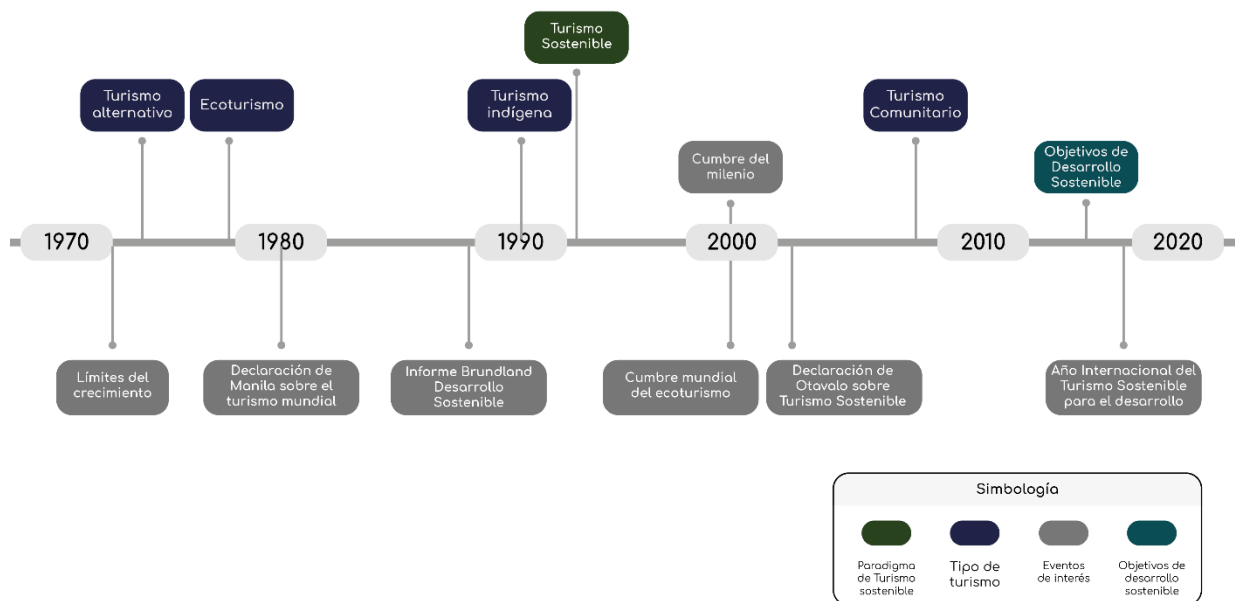 Turismo
Sostenible
Turismo
alternativo
Ecoturismo
Turismo
indígena
Turismo
Comunitario
Cumbre del
milenio
Objetivos de
Desarrollo
Sostenible
1970
1980
1990
2000
2010
2020
Límites del
crecimiento
Declaración de
Manila sobre el
turismo mundial
Informe Brundland
Desarrollo
Sostenible
Cumbre mundial
del ecoturismo
Declaración de
Otavalo sobre
Turismo Sostenible
Año Internacional del
Turismo Sostenible
para el desarrollo
Simbología
Paradigma
de Turismo
sostenible
Tipo de
turismo
Eventos
de interés
Objetivos de
desarrollo
sostenible